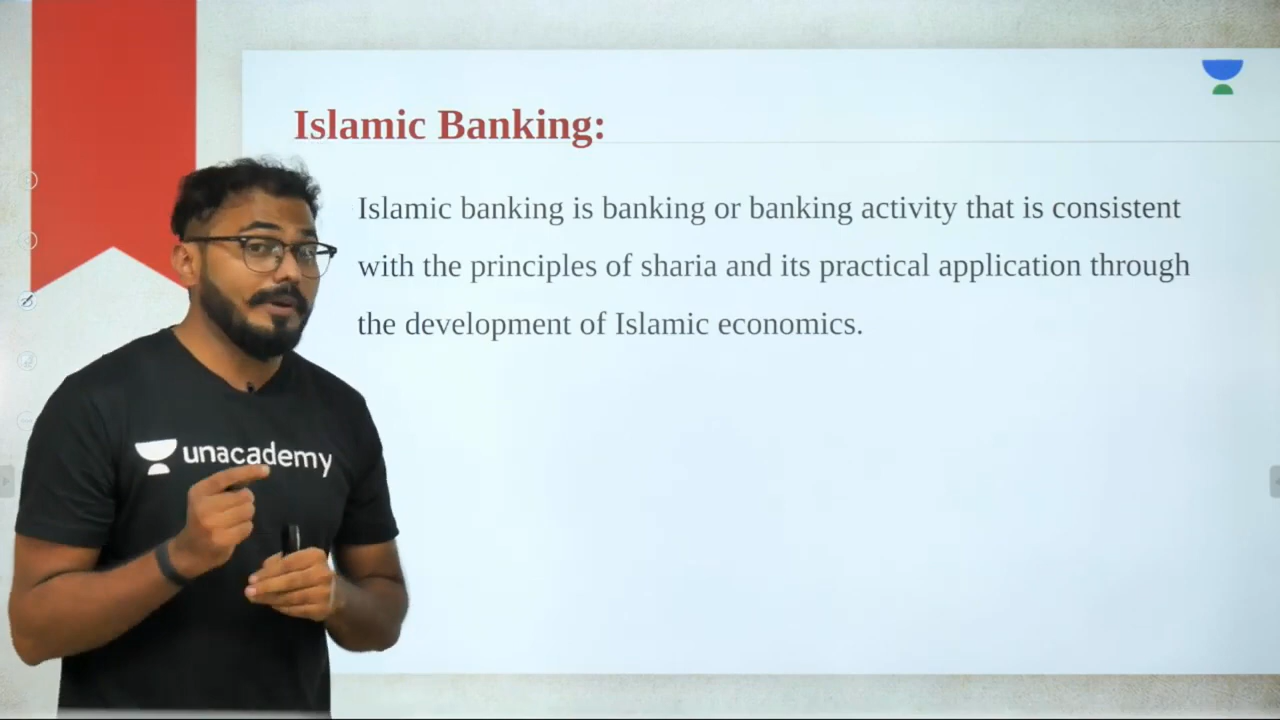 Islamic Banking:
Islamic banking is banking or banking activity that is consistent
with the principles of sharia and its practical application through
the development of Islamic economics.
unacademy